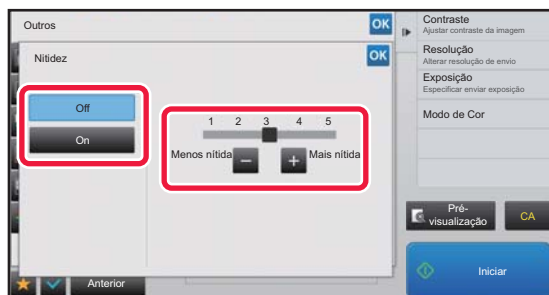 Outros
OK
Nitidez
OK
Off
On
1 2 3 4 5
Menos nítida
Mais nítida
Anterior
Contraste
Ajustar contraste da imagem
Resolução
Alterar resolução de envio
Exposição
Especificar enviar exposição
Modo de Cor
Pré-
visualização
CA
Iniciar